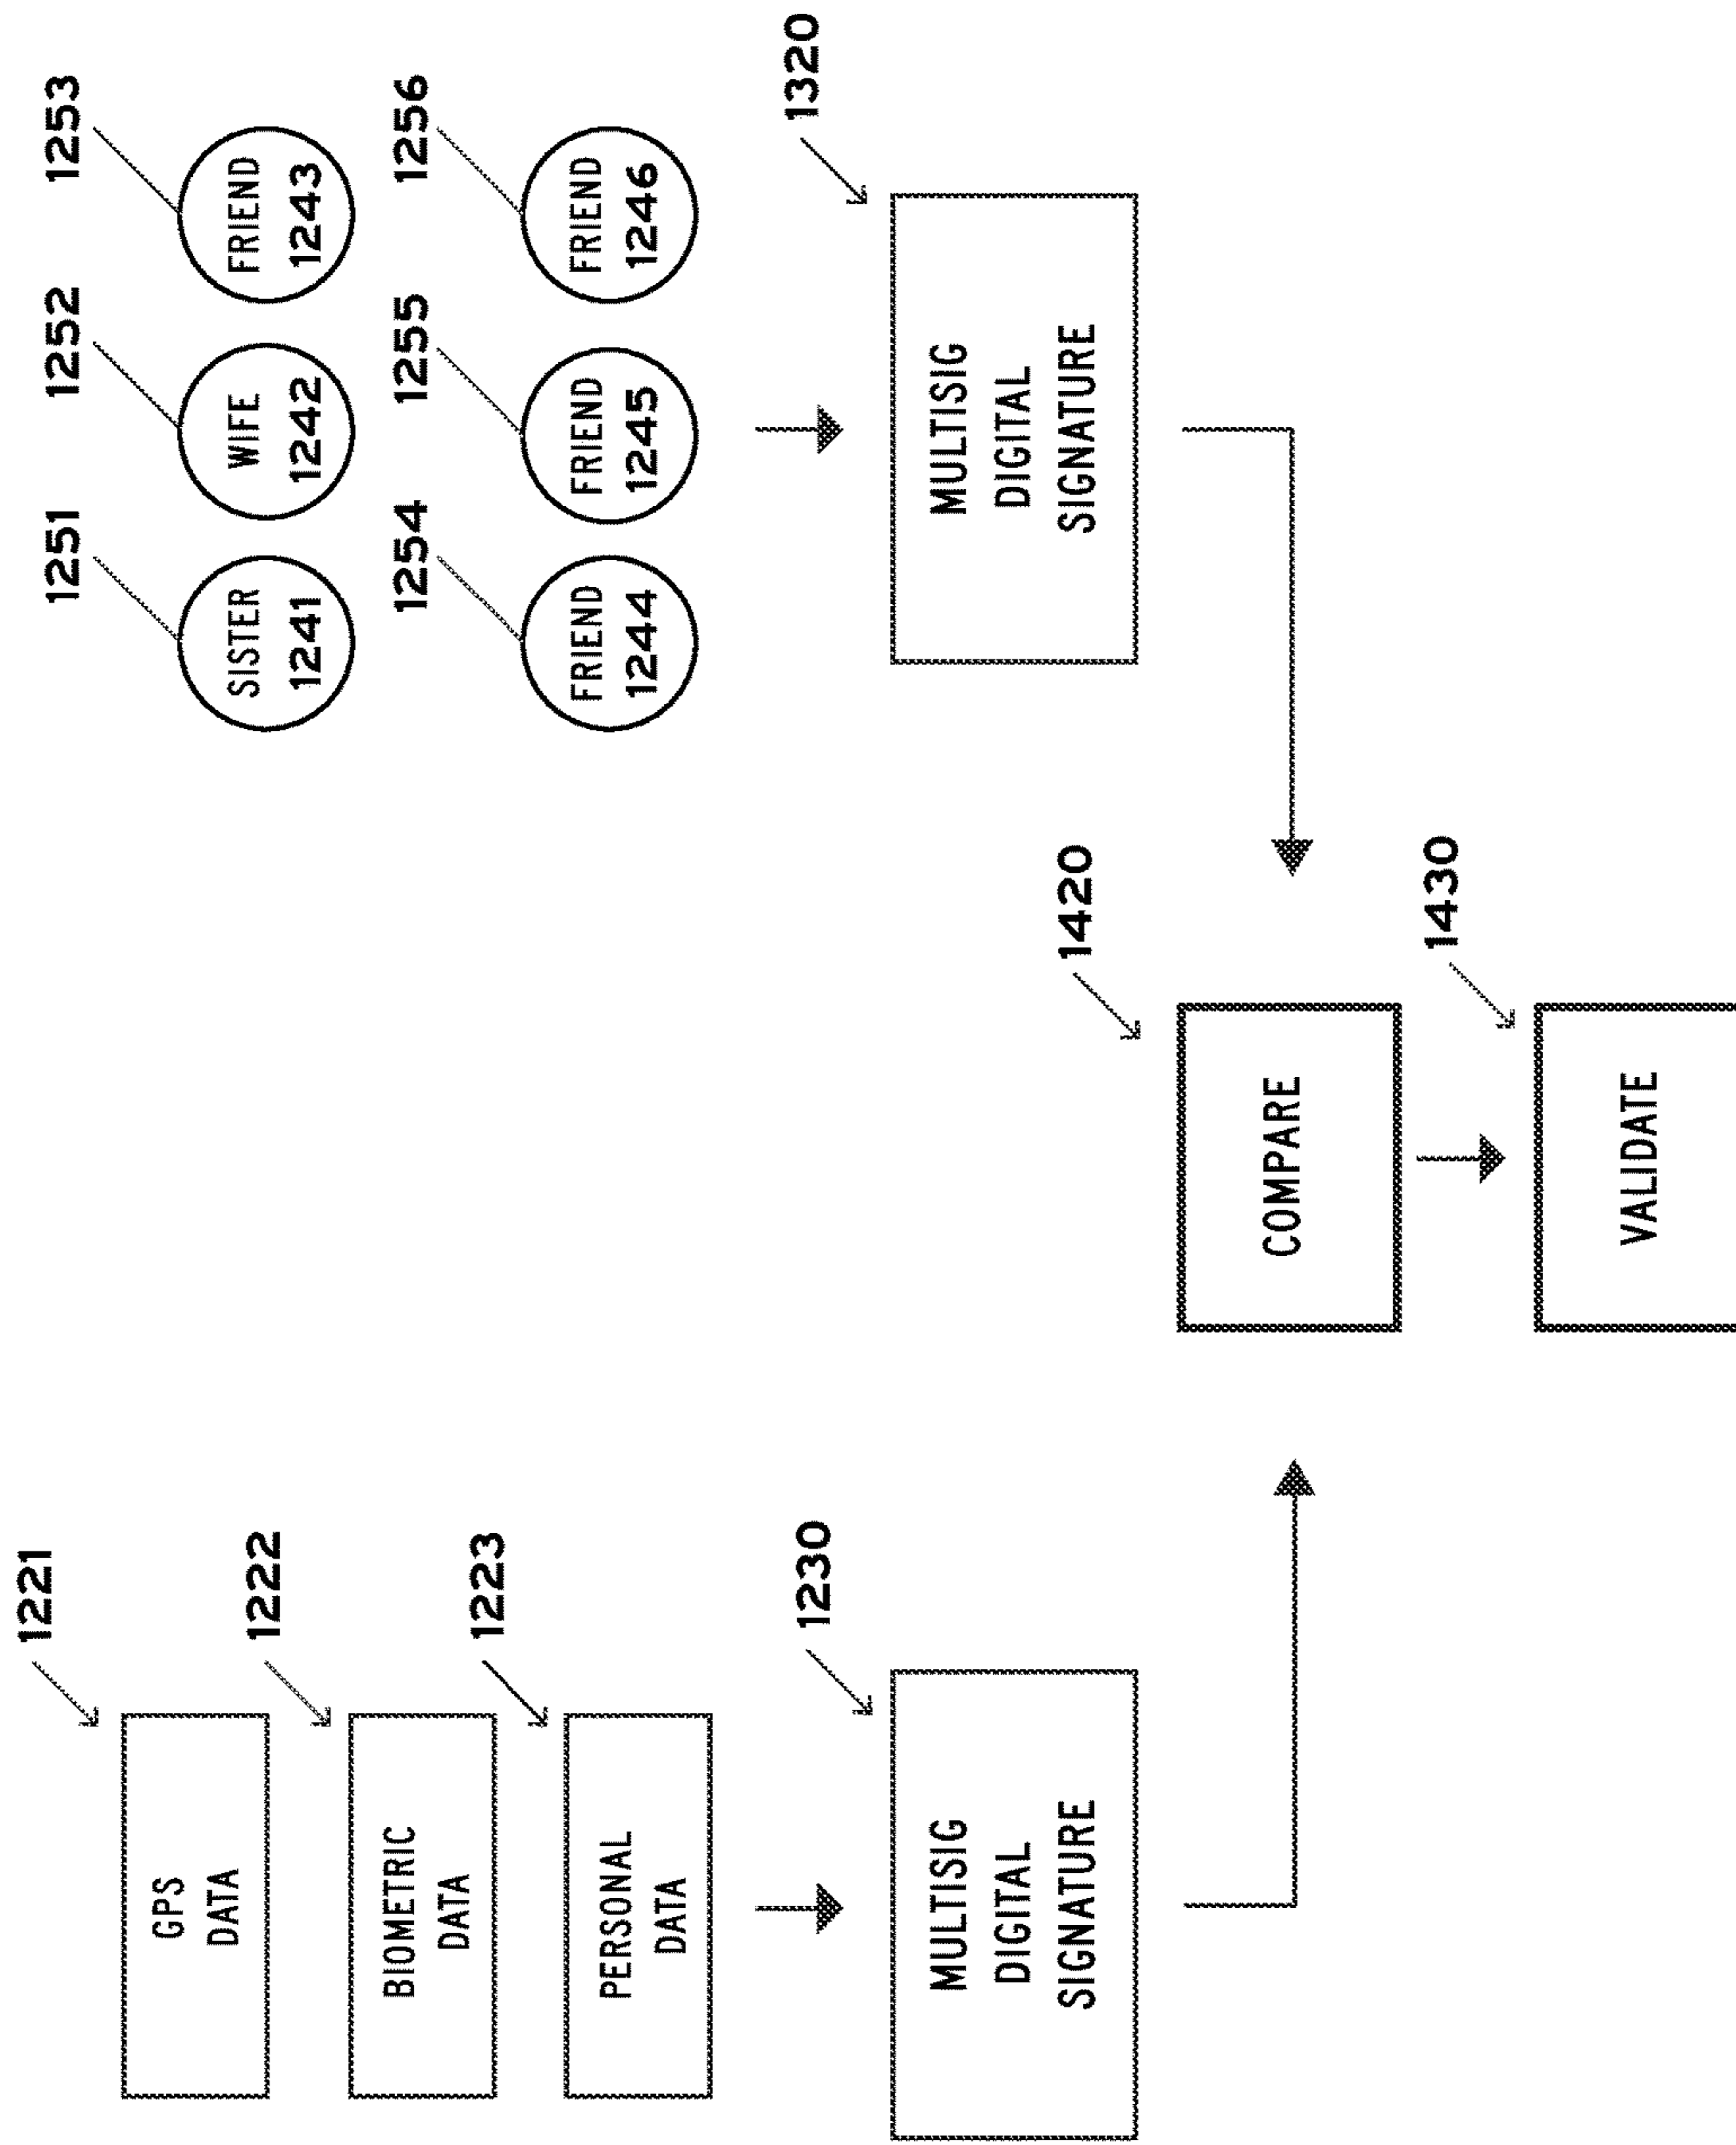 1221
GPS
DATA
1222
BIOMETRIC
DATA
1223
PERSONAL
DATA
1230
MULTISIG
DIGITAL
SIGNATURE
1251
SISTER
1241
1252
WIFE
1242
1253
FRIEND
1243
1254
FRIEND
1244
1255
FRIEND
1245
1256
FRIEND
1246
1320
MULTISIG
DIGITAL
SIGNATURE
1420
COMPARE
1430
VALIDATE